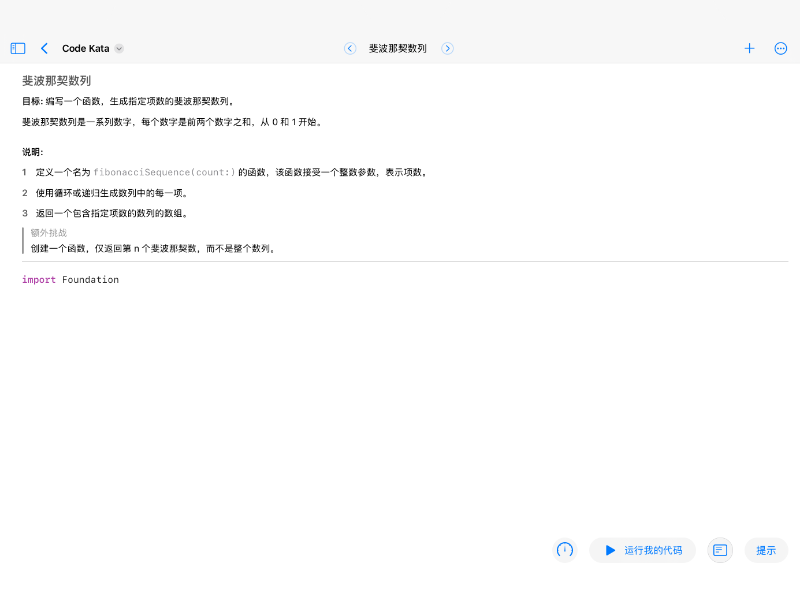 Code Kata
斐波那契数列
斐波那契数列
目标: 编写一个函数，生成指定项数的斐波那契数列。
斐波那契数列是一系列数字，每个数字是前两个数字之和，从 0 和 1 开始。
说明:
1 定义一个名为 fibonacciSequence(count:) 的函数，该函数接受一个整数参数，表示项数。
2 使用循环或递归生成数列中的每一项。
3 返回一个包含指定项数的数列的数组。
额外挑战
创建一个函数，仅返回第 n 个斐波那契数，而不是整个数列。
import Foundation
运行我的代码
提示